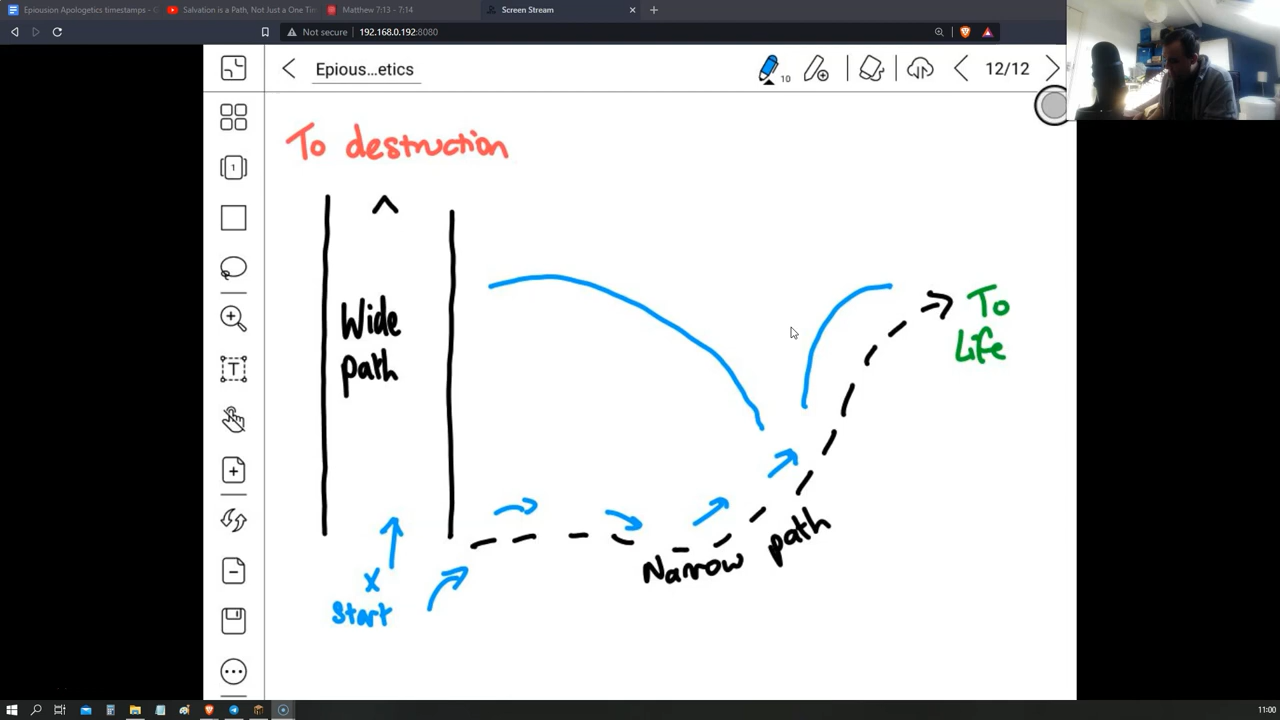 Epiousion Apologetics timestamps - G
Salvation is a Path, Not Just a One Tim
Matthew 7:13 - 7:14
Screen Stream
Not secure
192.168.0.192:8080
Epious...etics
10
12/12
1
T
To destruction
Wide
path
To
Life
Narrow path
x
Start
11:00